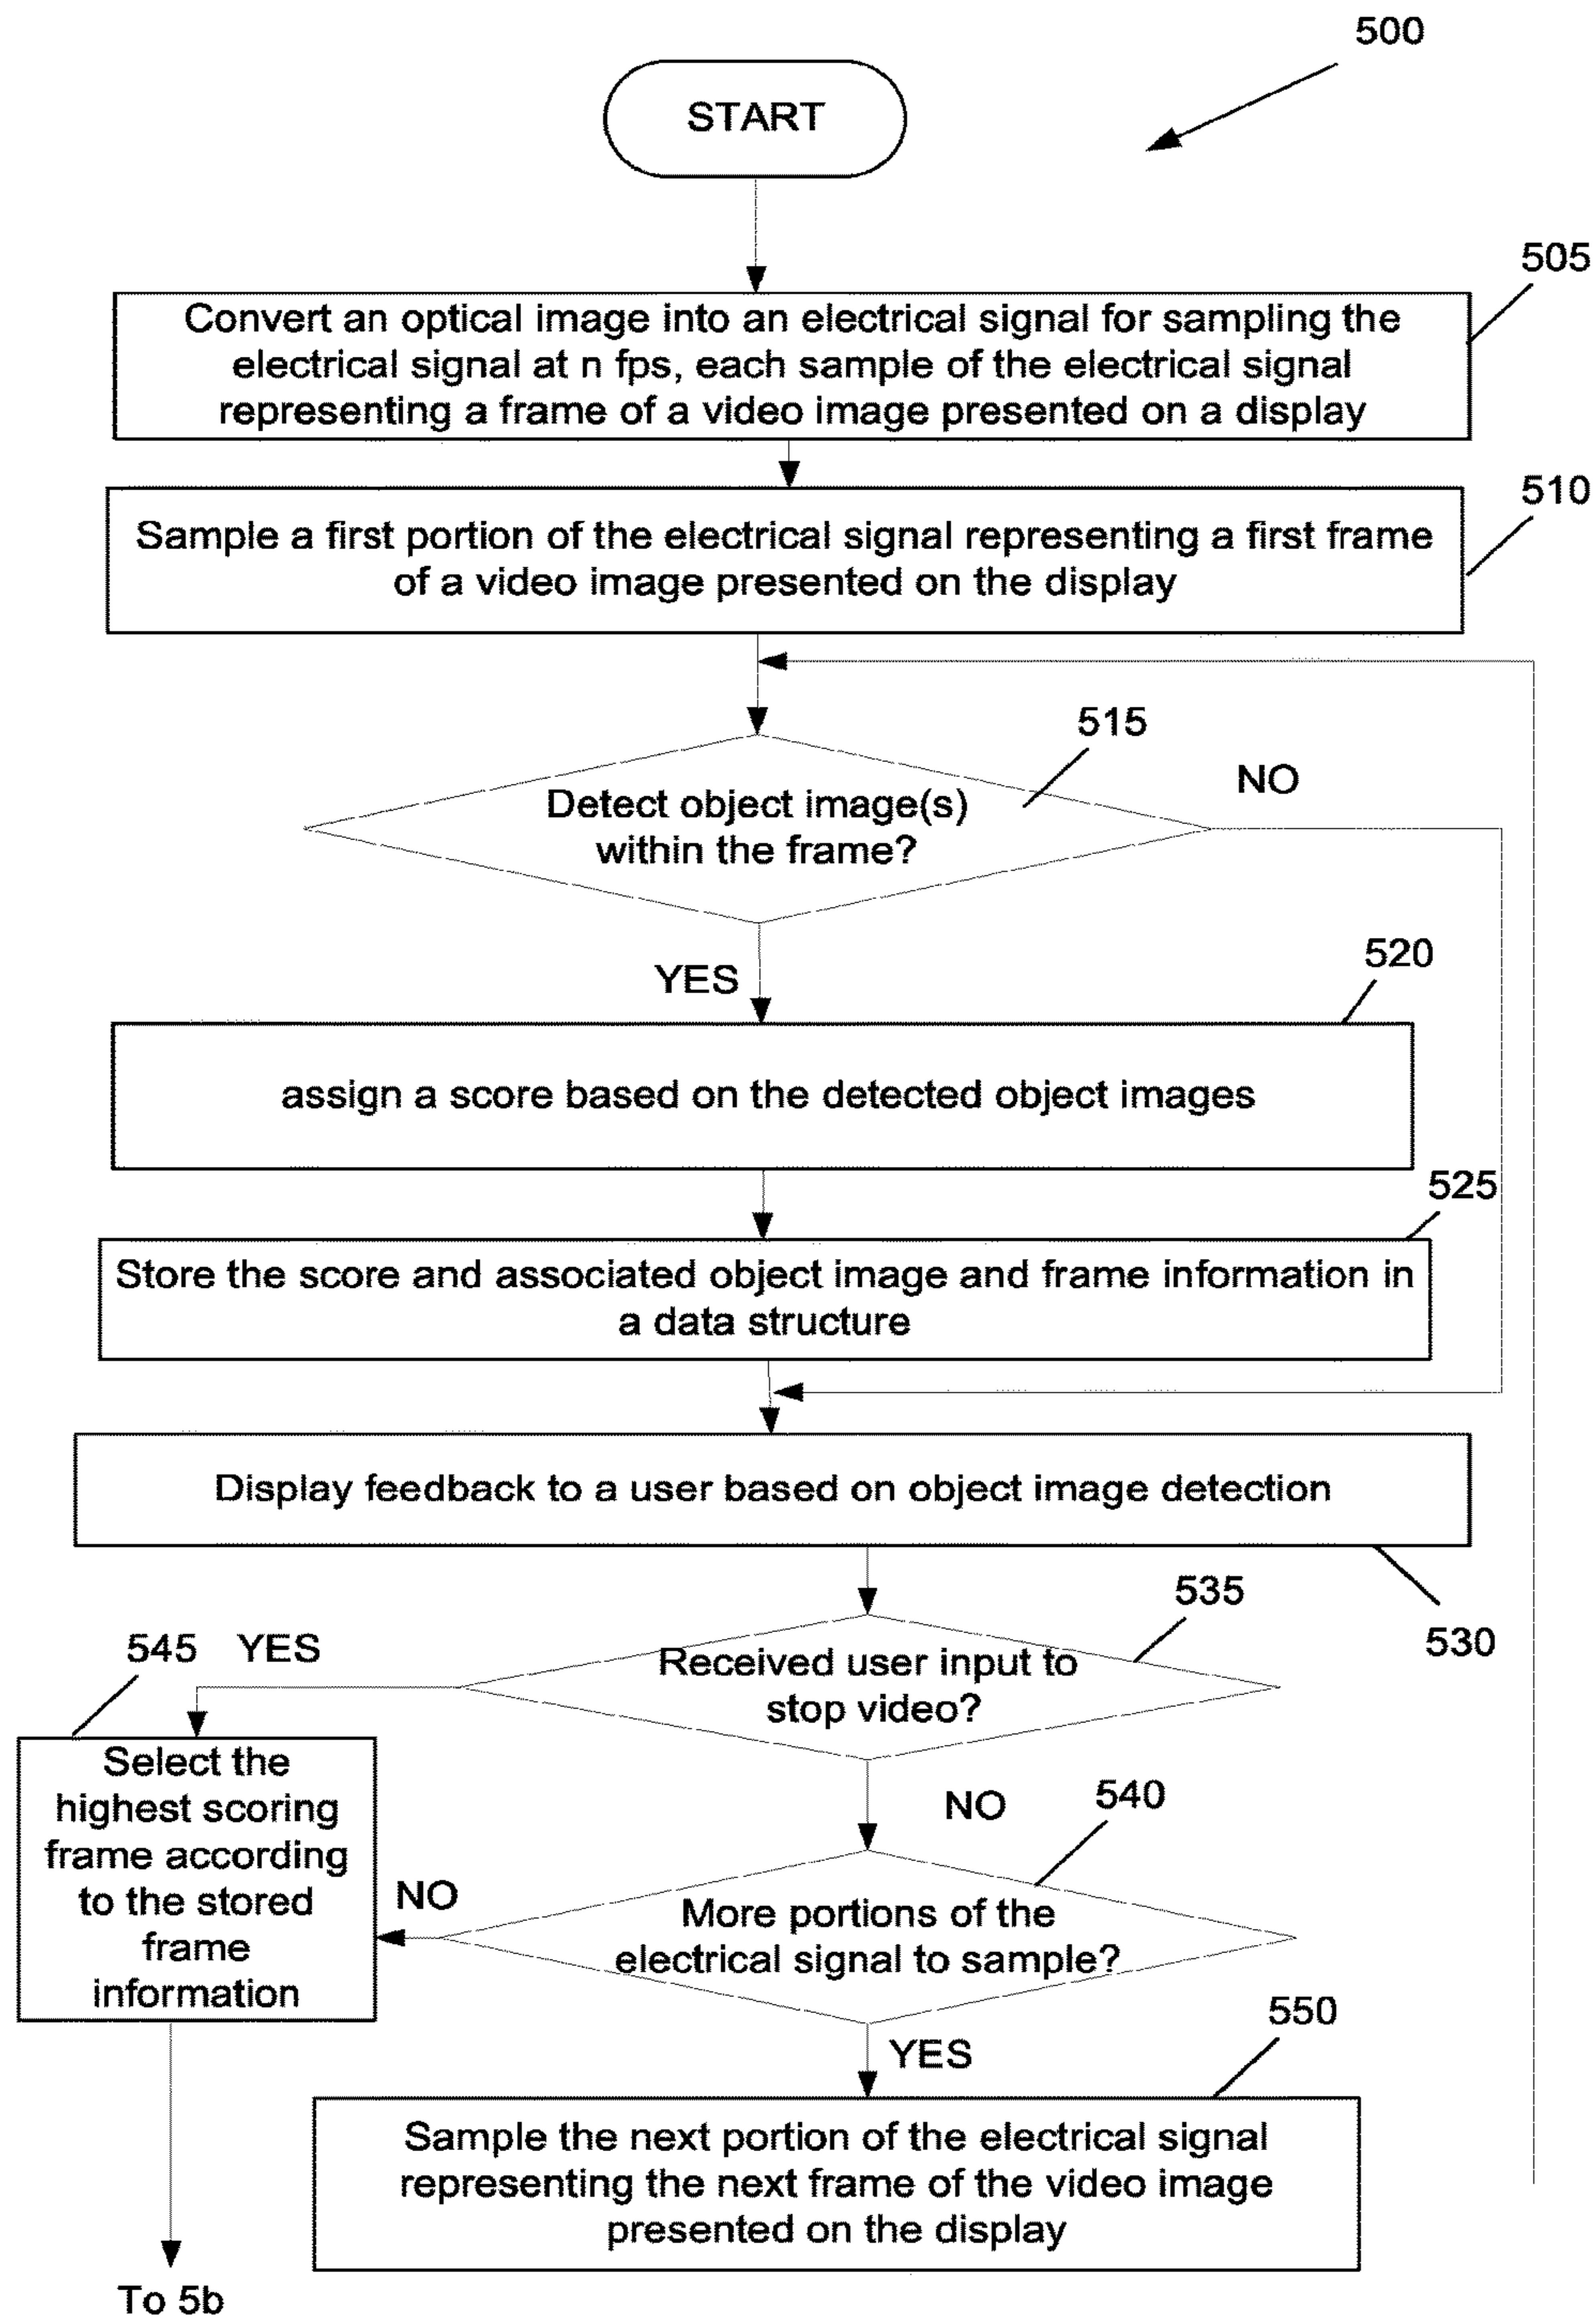 500
START
505
Convert an optical image into an electrical signal for sampling the
electrical signal at n fps, each sample of the electrical signal
representing a frame of a video image presented on a display
510
Sample a first portion of the electrical signal representing a first frame
of a video image presented on the display
515
NO
Detect object image(s)
within the frame?
YES
520
assign a score based on the detected object images
525
Store the score and associated object image and frame information in
a data structure
Display feedback to a user based on object image detection
530
535
545
YES
Received user input to
stop video?
Select the
highest scoring
frame according
to the stored
frame
information
NO
540
NO
More portions of the
electrical signal to sample?
YES
550
Sample the next portion of the electrical signal
representing the next frame of the video image
presented on the display
To 5b